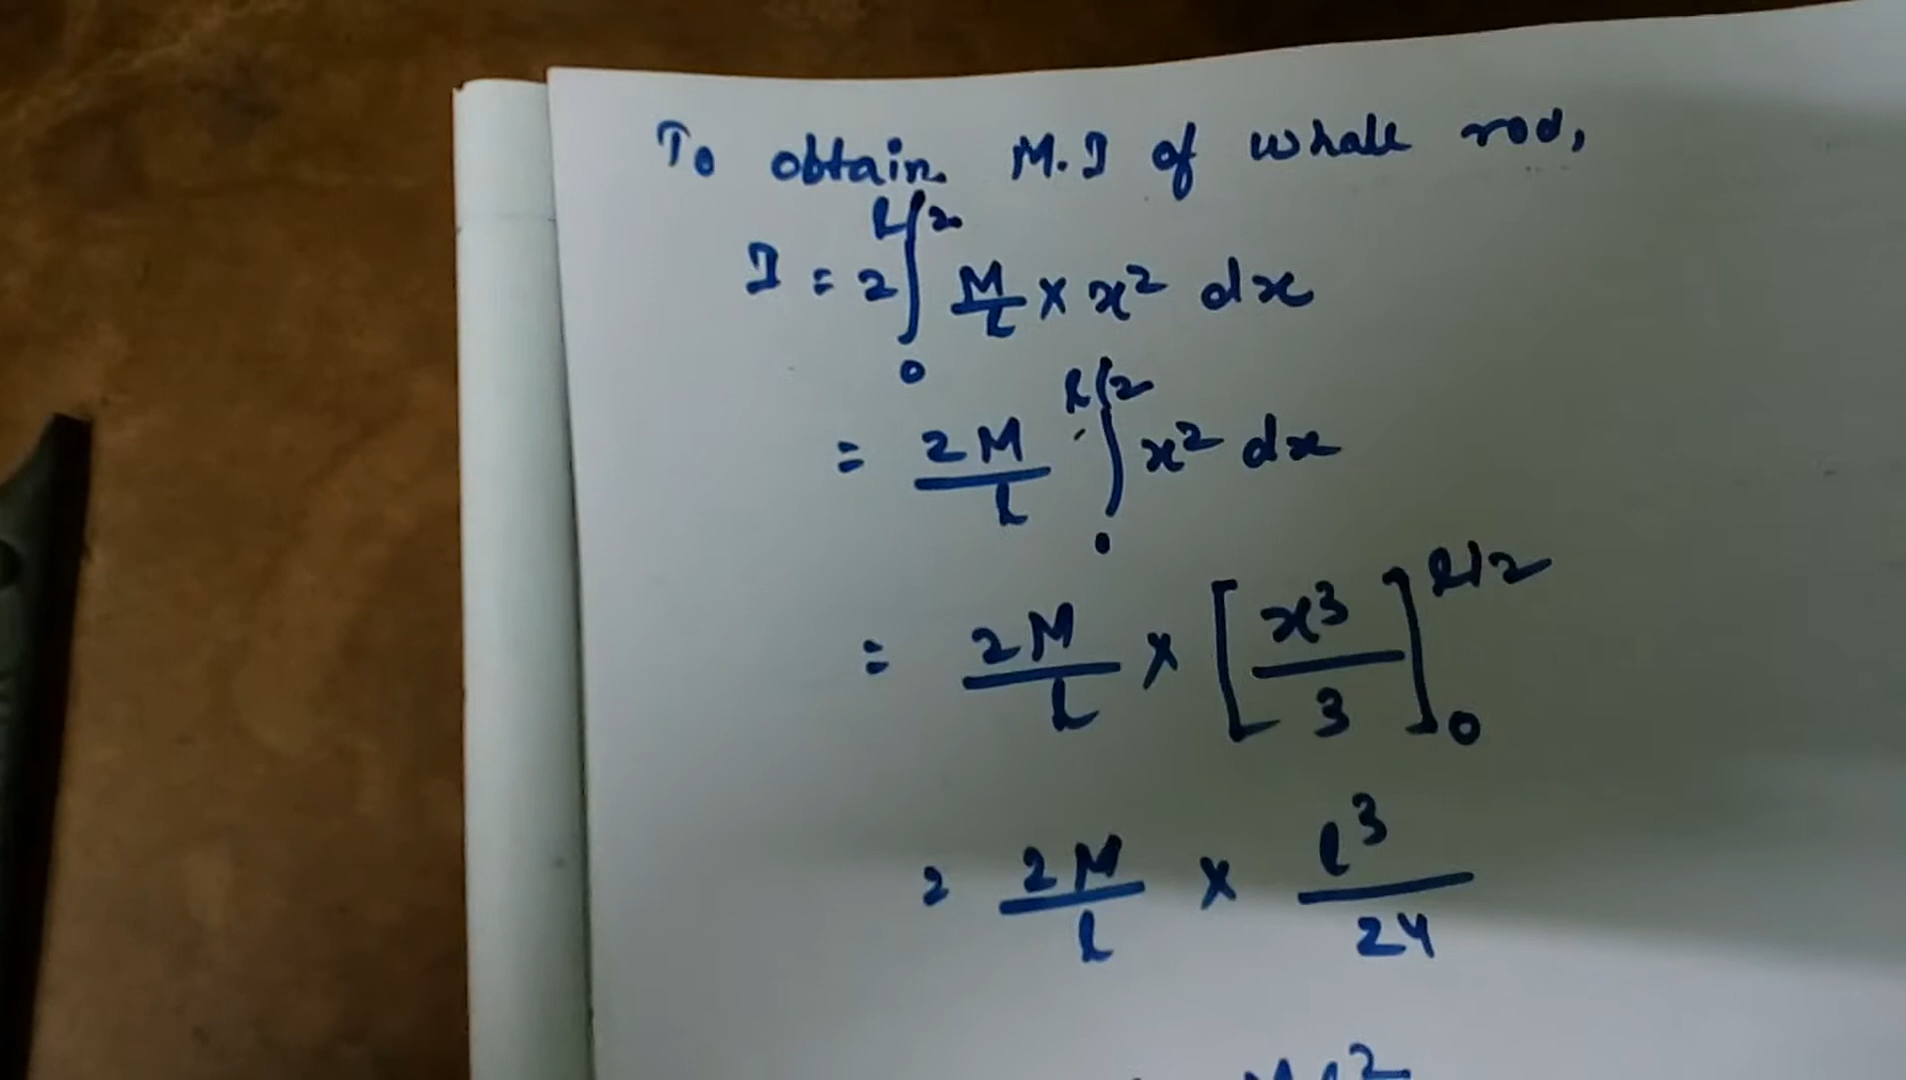 To obtain M.I of whole rod,
I = 2 ∫₀^{l/2} M/l × x² dx
= 2M/l ∫₀^{l/2} x² dx
= 2M/l × [x³/3]₀^{l/2}
= 2M/l × l³/24